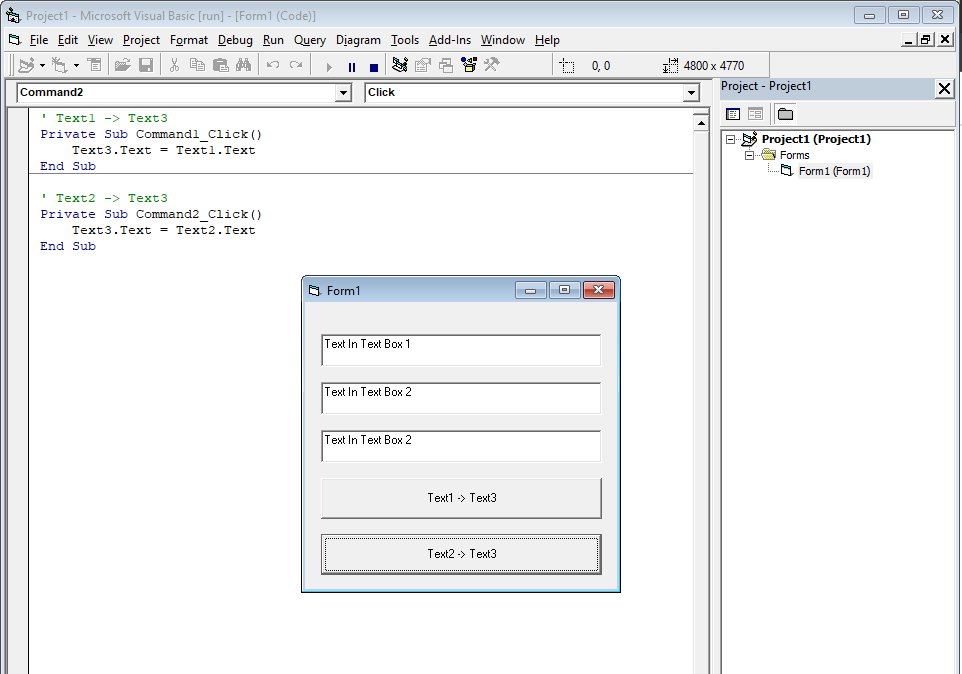 Project1 - Microsoft Visual Basic [run] - [Form1 (Code)]
File Edit View Project Format Debug Run Query Diagram Tools Add-Ins Window Help
0, 0 4800 x 4770
Command2 Click
' Text1 -> Text3
Private Sub Command1_Click()
    Text3.Text = Text1.Text
End Sub
' Text2 -> Text3
Private Sub Command2_Click()
    Text3.Text = Text2.Text
End Sub
Form1
Text In Text Box 1
Text In Text Box 2
Text In Text Box 2
Text1 -> Text3
Text2 -> Text3
Project - Project1
Project1 (Project1)
Forms
Form1 (Form1)